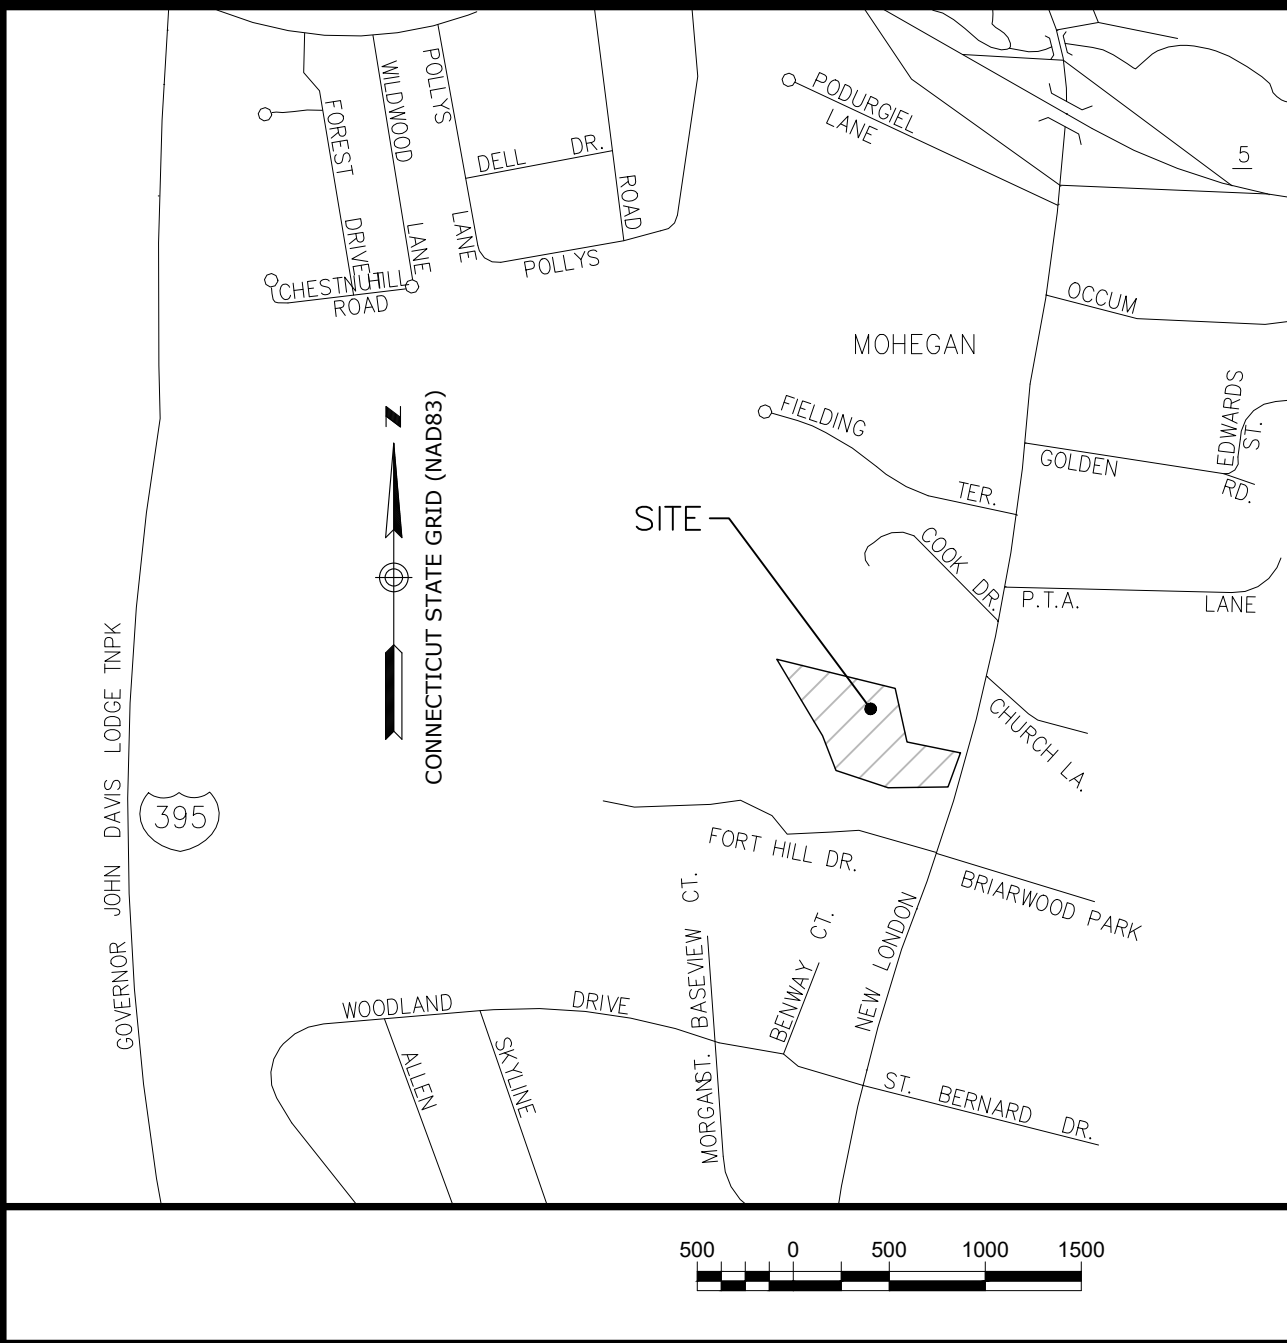 FOREST
DRIVE
WILDWOOD
LANE
POLLYS
LANE
DELL DR.
ROAD
POLLYS
CHESTNUTHILL
ROAD
PODURGIEL
LANE
5
OCCUM
MOHEGAN
EDWARDS
ST.
FIELDING
TER.
GOLDEN
RD.
N
CONNECTICUT STATE GRID (NAD83)
SITE
COOK DR.
P.T.A. LANE
CHURCH LA.
GOVERNOR JOHN DAVIS LODGE TNPK
395
FORT HILL DR.
BRIARWOOD PARK
BASEVIEW CT.
BENWAY CT.
NEW LONDON
WOODLAND DRIVE
ALLEN
SKYLINE
MORGAN ST.
ST. BERNARD DR.
500 0 500 1000 1500